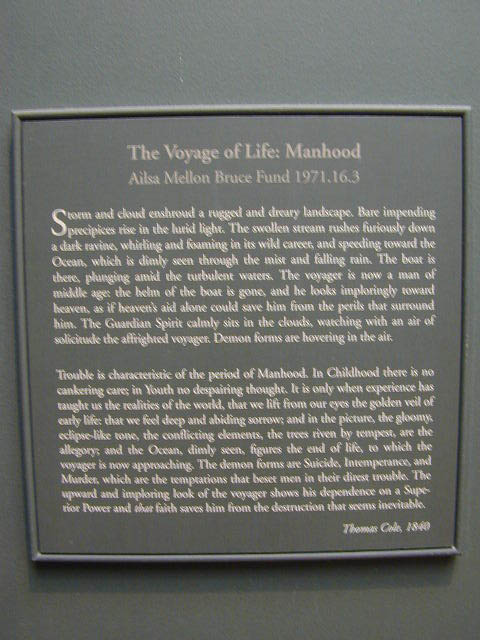 The Voyage of Life: Manhood
Ailsa Mellon Bruce Fund 1971.16.3
Storm and cloud enshroud a rugged and dreary landscape. Bare impending
precipices rise in the lurid light. The swollen stream rushes furiously down
a dark ravine, whirling and foaming in its wild career, and speeding toward the
Ocean, which is dimly seen through the mist and falling rain. The boat is
there, plunging amid the turbulent waters. The voyager is now a man of
middle age: the helm of the boat is gone, and he looks imploringly toward
heaven, as if heaven's aid alone could save him from the perils that surround
him. The Guardian Spirit calmly sits in the clouds, watching with an air of
solicitude the affrighted voyager. Demon forms are hovering in the air.
Trouble is characteristic of the period of Manhood. In Childhood there is no
cankering care; in Youth no despairing thought. It is only when experience has
taught us the realities of the world, that we lift from our eyes the golden veil of
early life: that we feel deep and abiding sorrow; and in the picture, the gloomy,
eclipse-like tone, the conflicting elements, the trees riven by tempest, are the
allegory; and the Ocean, dimly seen, figures the end of life, to which the
voyager is now approaching. The demon forms are Suicide, Intemperance, and
Murder, which are the temptations that beset men in their direst trouble. The
upward and imploring look of the voyager shows his dependence on a Supe-
rior Power and that faith saves him from the destruction that seems inevitable.
Thomas Cole, 1840